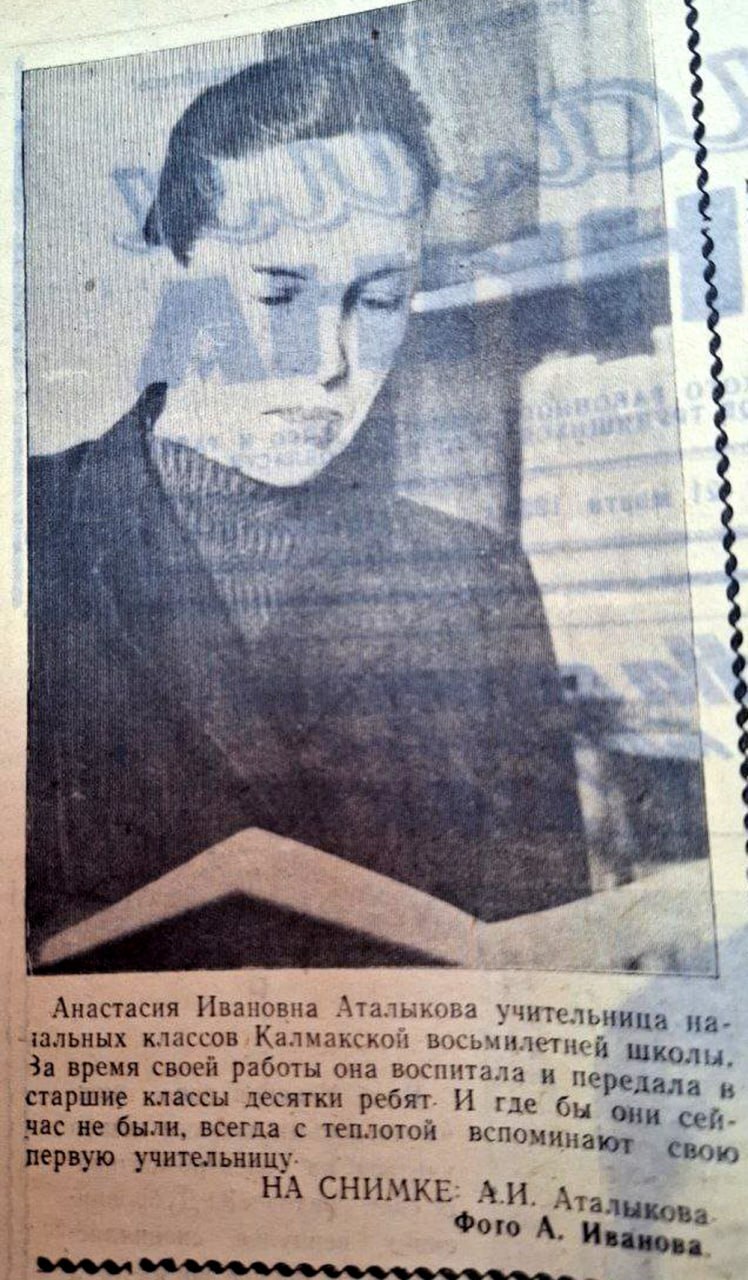 Анастасия Ивановна Аталыкова учительница на-
чальных классов Калмакской восьмилетней школы.
За время своей работы она воспитала и передала в
старшие классы десятки ребят. И где бы они сей-
час не были, всегда с теплотой вспоминают свою
первую учительницу.
НА СНИМКЕ: А.И. Аталыкова.
Фото А. Иванова.